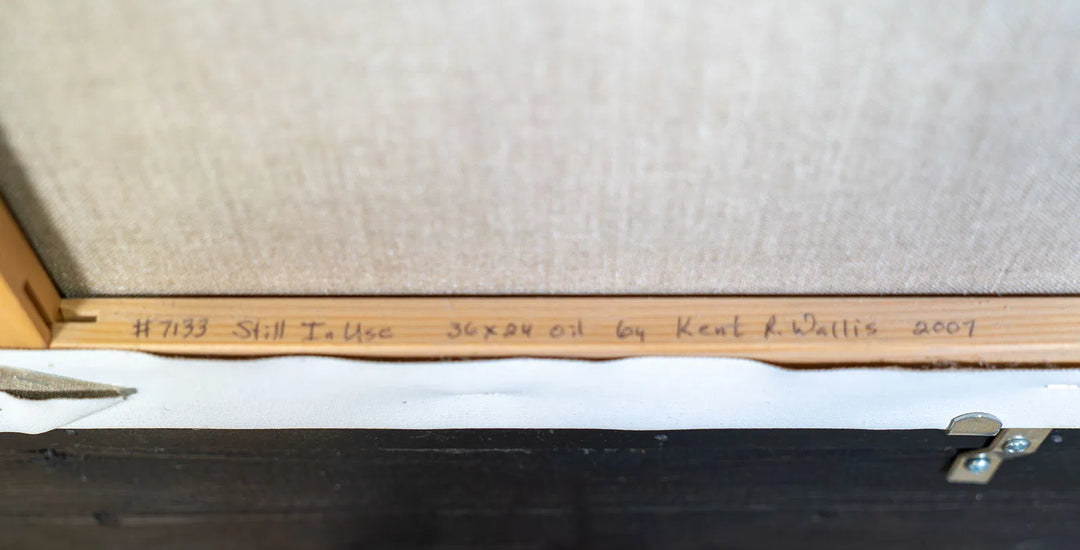 #7133 Still In Use 36x24 oil by Kent R. Wallis 2007